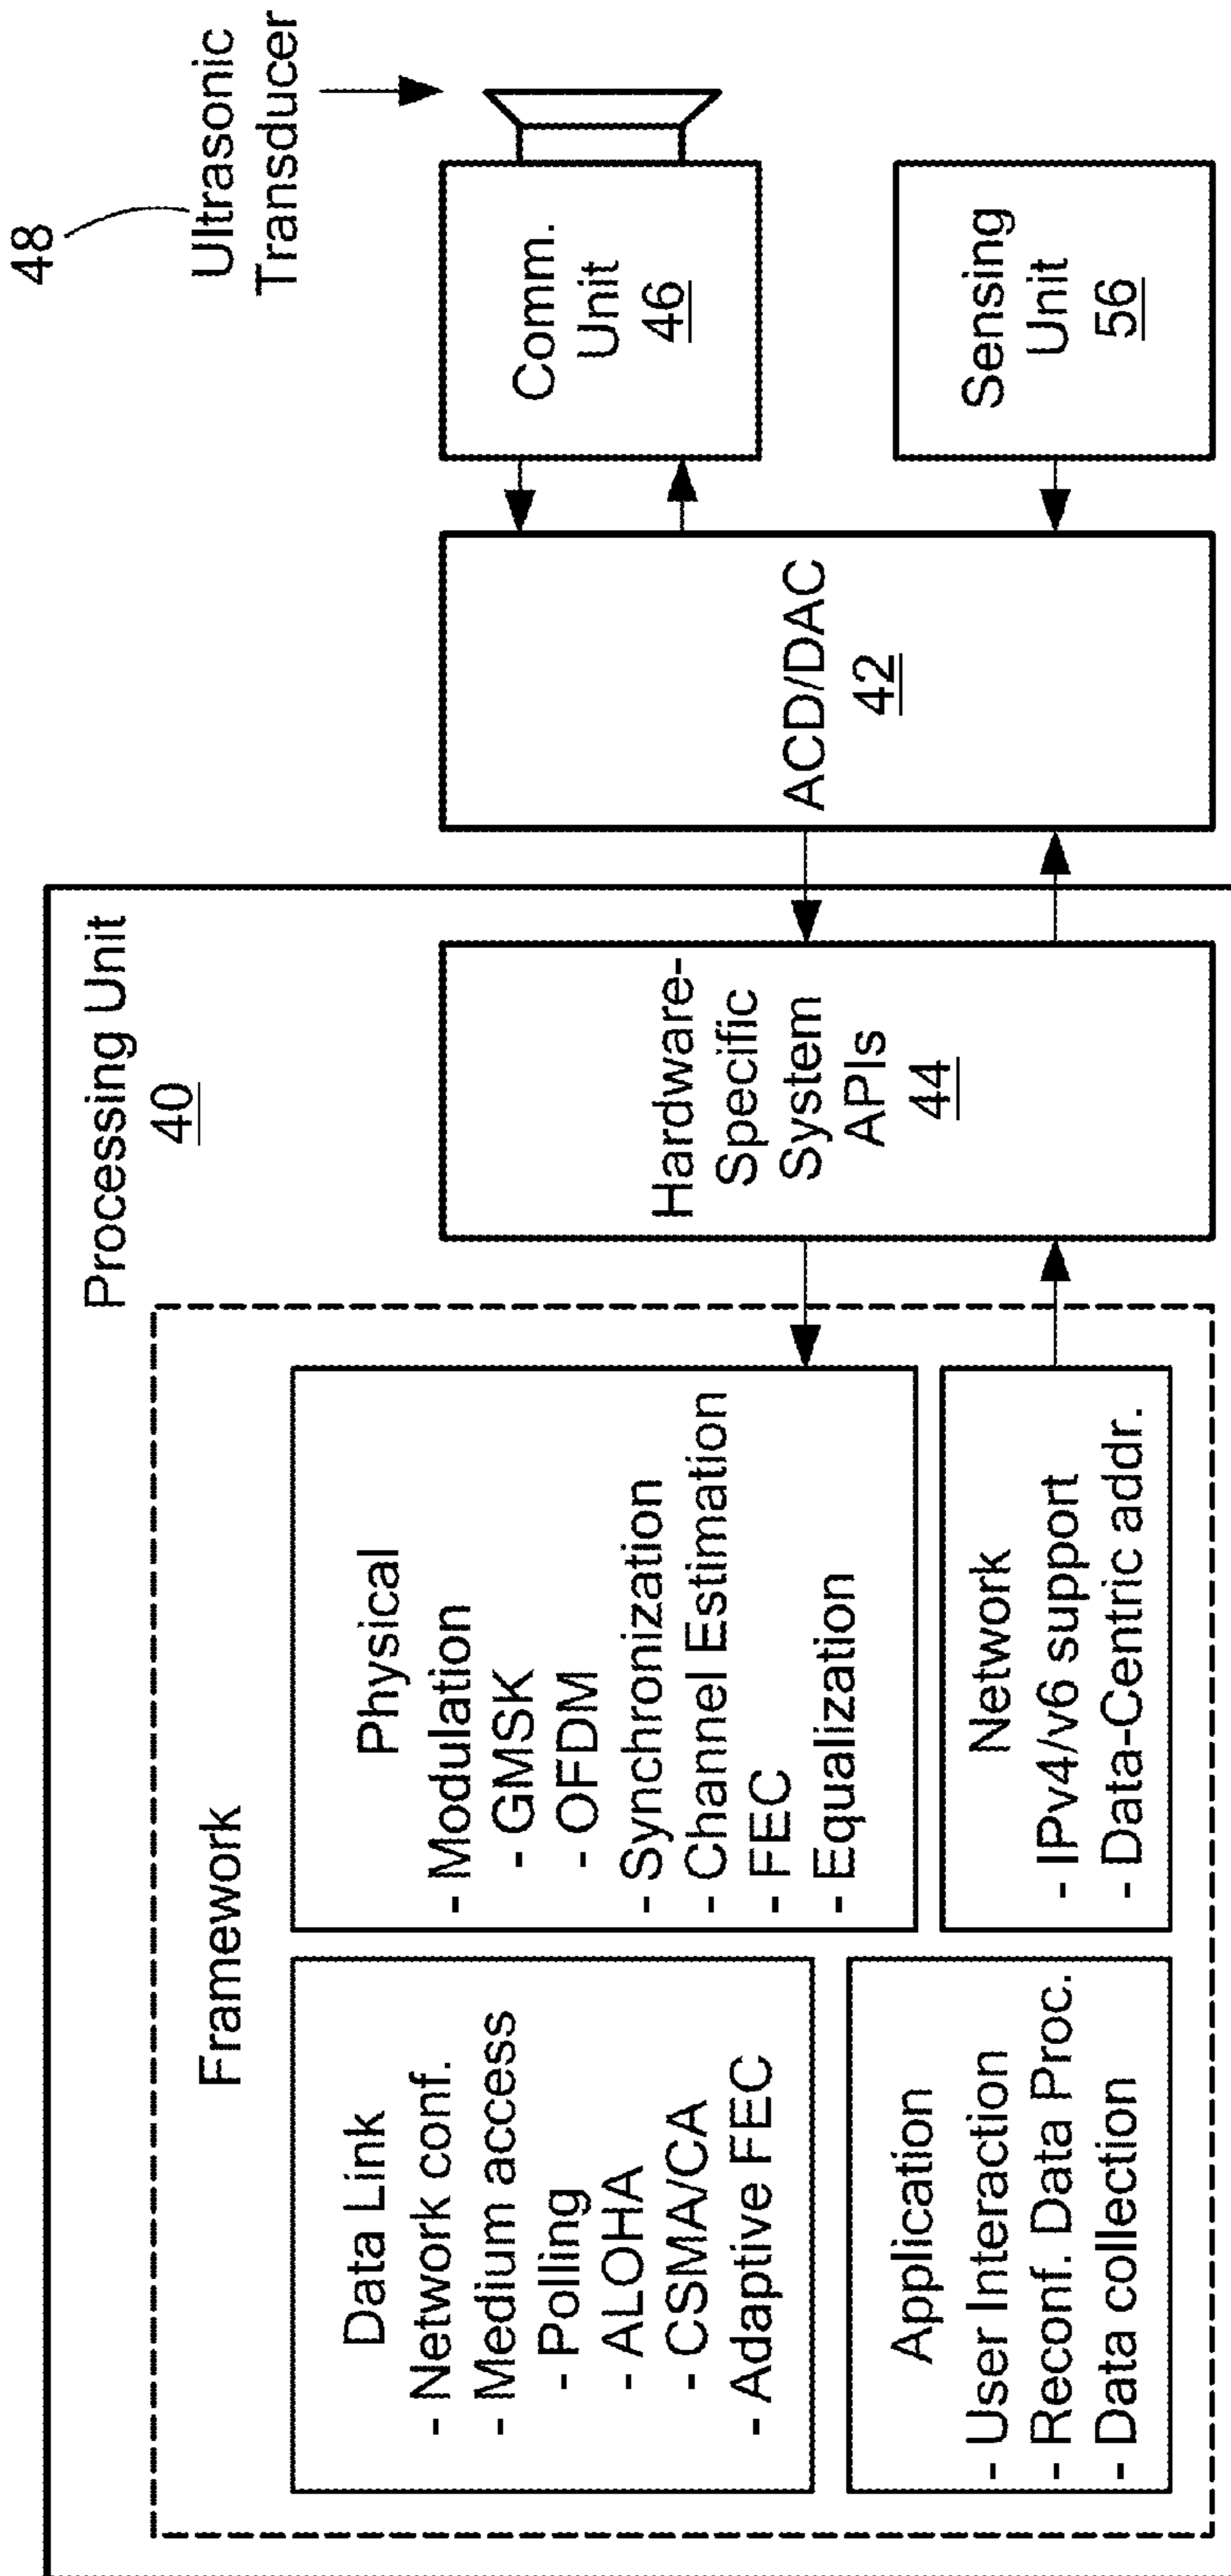 Processing Unit
40
Framework
Data Link
- Network conf.
- Medium access
- Polling
- ALOHA
- CSMA/CA
- Adaptive FEC
Physical
- Modulation
- GMSK
- OFDM
- Synchronization
- Channel Estimation
- FEC
- Equalization
Application
- User Interaction
- Reconf. Data Proc.
- Data collection
Network
- IPv4/v6 support
- Data-Centric addr.
Hardware-
Specific
System
APIs
44
ACD/DAC
42
48
Ultrasonic
Transducer
Comm.
Unit
46
Sensing
Unit
56